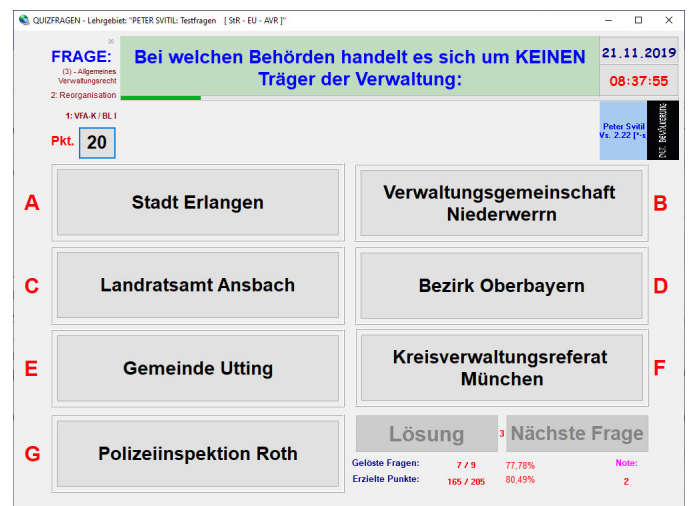 QUIZFRAGEN - Lehrgebiet: "PETER SVITIL: Testfragen [ StR - EU - AVR ]"
FRAGE:
(3) - Allgemeines
Verwaltungsrecht
2: Reorganisation
Bei welchen Behörden handelt es sich um KEINEN
Träger der Verwaltung:
21.11.2019
08:37:55
1: VFA-K / BL I
Pkt. 20
Peter Svitil
Vs. 2.22 [*-s
A Stadt Erlangen
Verwaltungsgemeinschaft
Niederwerrn B
C Landratsamt Ansbach
Bezirk Oberbayern D
E Gemeinde Utting
Kreisverwaltungsreferat
München F
G Polizeiinspektion Roth
Lösung 3 Nächste Frage
Gelöste Fragen: 7 / 9 77,78% Note:
Erzielte Punkte: 165 / 205 80,49% 2